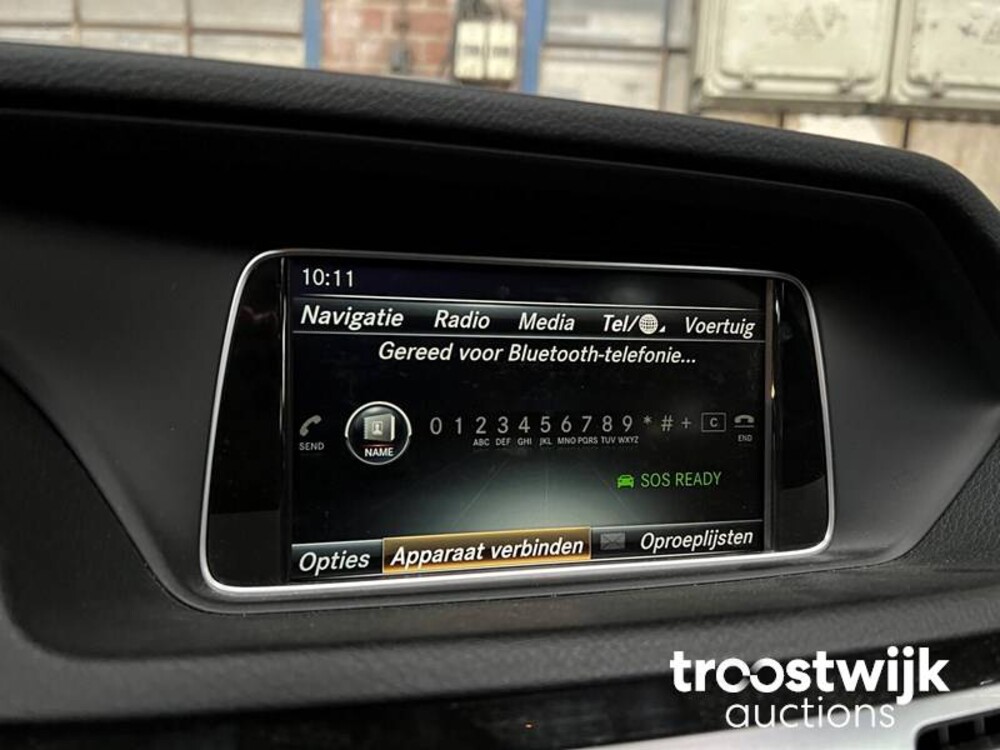 10:11
Navigatie Radio Media Tel/ Voertuig
Gereed voor Bluetooth-telefonie...
SEND NAME 0 1 2 3 4 5 6 7 8 9 * # + C END
ABC DEF GHI JKL MNO PQRS TUV WXYZ
SOS READY
Opties Apparaat verbinden Oproeplijsten
troostwijk
auctions